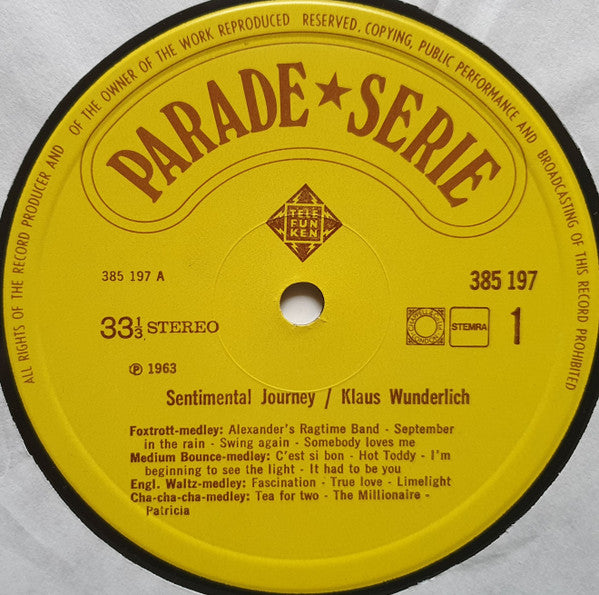 ALL RIGHTS OF THE RECORD PRODUCER AND OF THE OWNER OF THE WORK REPRODUCED RESERVED. COPYING, PUBLIC PERFORMANCE AND BROADCASTING OF THIS RECORD PROHIBITED
PARADE★SERIE
TELE
FUN
KEN
385 197 A
385 197
33 1/3 STEREO
STEMRA
1
℗ 1963
Sentimental Journey / Klaus Wunderlich
Foxtrott-medley: Alexander's Ragtime Band - September
in the rain - Swing again - Somebody loves me
Medium Bounce-medley: C'est si bon - Hot Toddy - I'm
beginning to see the light - It had to be you
Engl. Waltz-medley: Fascination - True love - Limelight
Cha-cha-cha-medley: Tea for two - The Millionaire -
Patricia